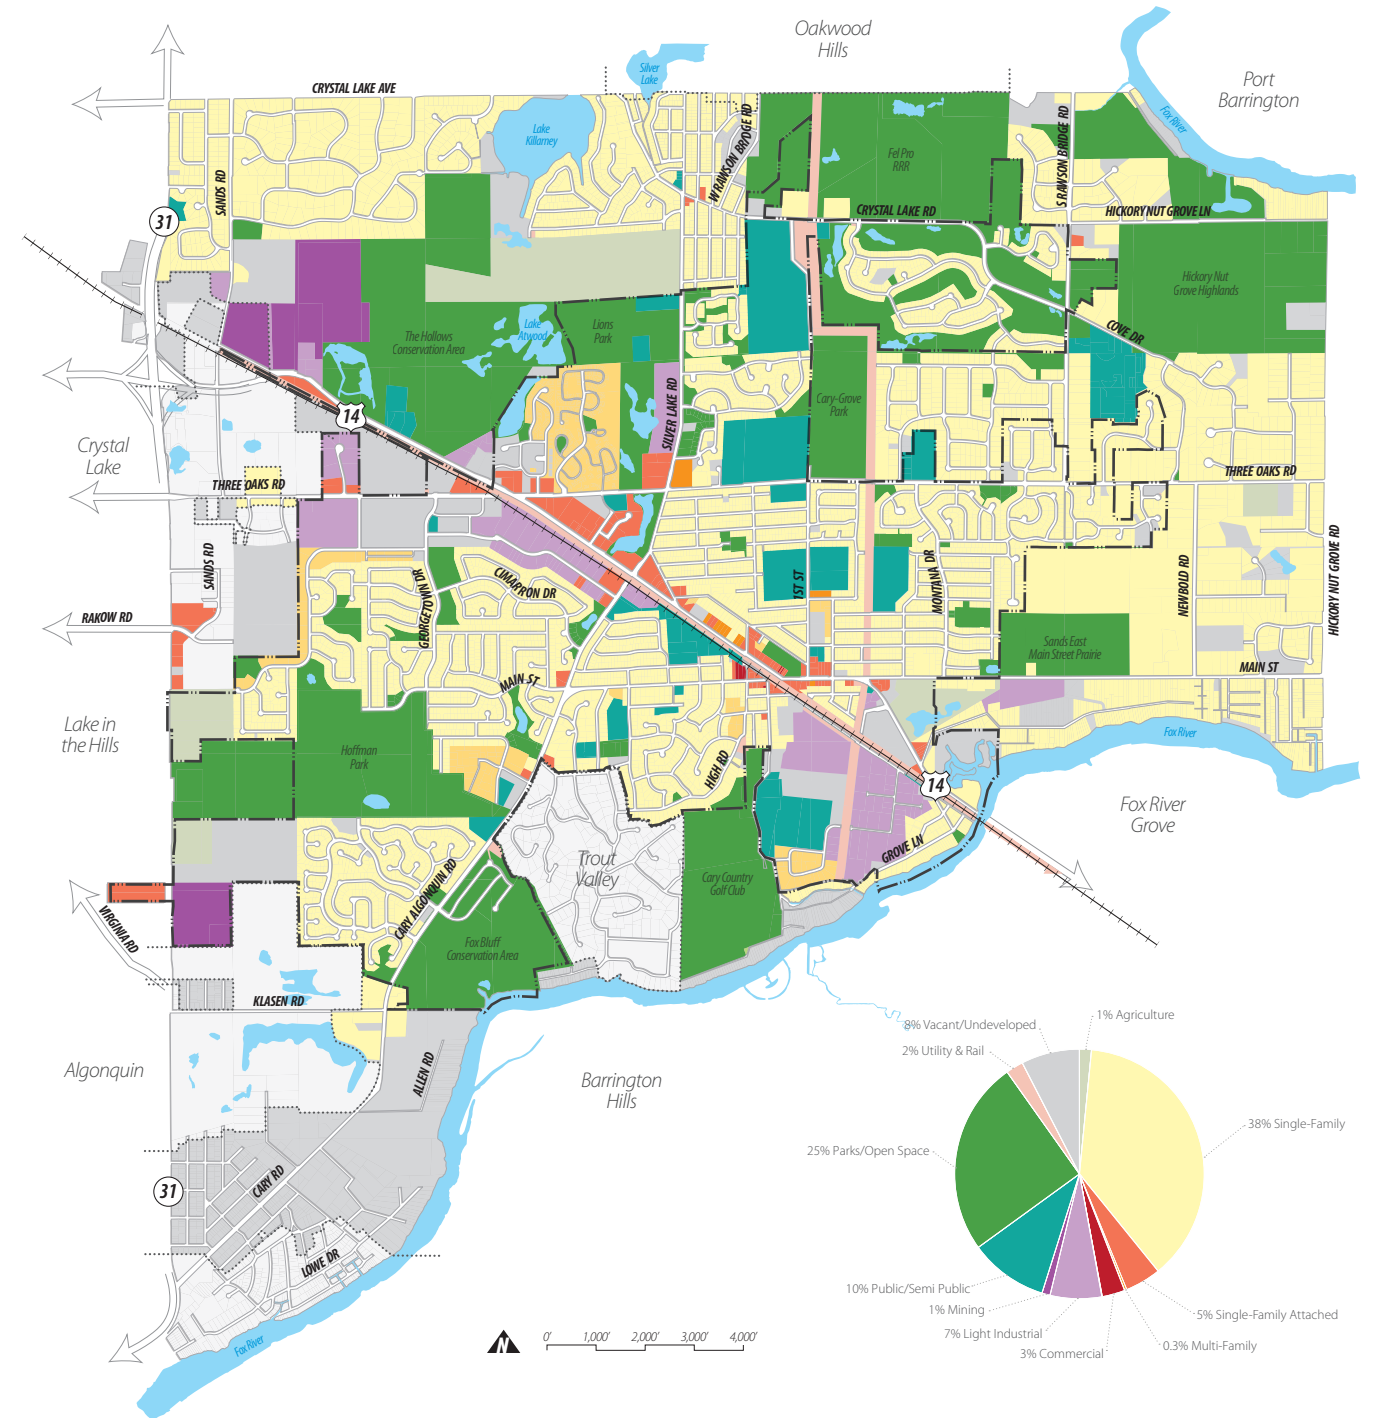 Oakwood
Hills
Silver
Lake
Port
Barrington
CRYSTAL LAKE AVE
Fox River
Lake
Killarney
W RAWSON BRIDGE RD
S RAWSON BRIDGE RD
Fel Pro
RRR
SANDS RD
31
CRYSTAL LAKE RD
HICKORY NUT GROVE LN
Hickory Nut
Grove Highlands
The Hollows
Conservation Area
Lake
Atwood
Lions
Park
COVE DR
SILVER LAKE RD
Cary-Grove
Park
14
Crystal
Lake
THREE OAKS RD
THREE OAKS RD
SANDS RD
GEORGETOWN DR
CIMARRON DR
1ST ST
MONTANA DR
NEW BOLD RD
HICKORY NUT GROVE RD
RAKOW RD
Sands East
Main Street Prairie
MAIN ST
MAIN ST
Lake in
the Hills
Hoffman
Park
HIGH RD
Fox River
14
Fox River
Grove
GROVE LN
Trout
Valley
Cary Country
Golf Club
CARY ALGONQUIN RD
VIRGINIA RD
Fox Bluff
Conservation Area
KLASEN RD
Algonquin
ALLEN RD
Barrington
Hills
31
CARY RD
LOWE DR
Fox River
N
0' 1,000' 2,000' 3,000' 4,000'
8% Vacant/Undeveloped
1% Agriculture
2% Utility & Rail
38% Single-Family
25% Parks/Open Space
10% Public/Semi Public
1% Mining
7% Light Industrial
3% Commercial
5% Single-Family Attached
0.3% Multi-Family